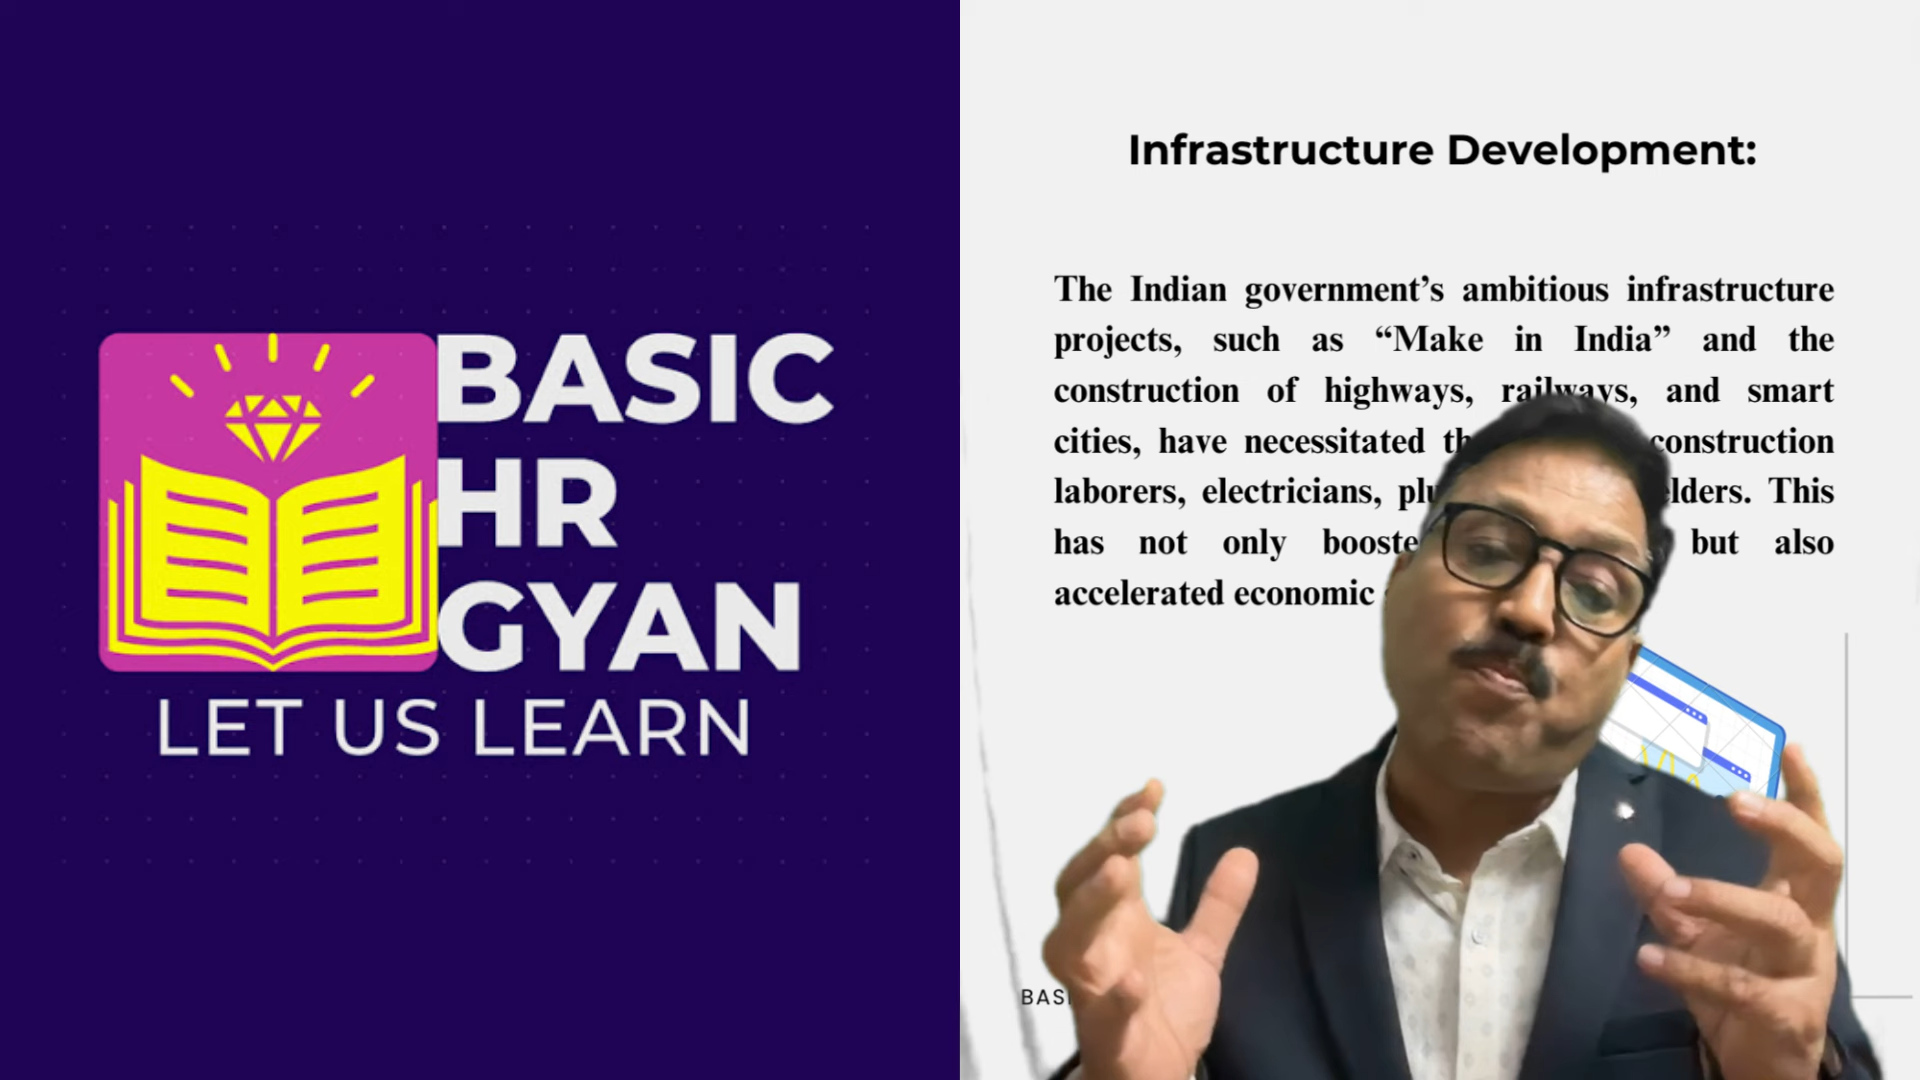 BASIC
HR
GYAN
LET US LEARN
Infrastructure Development:
The Indian government’s ambitious infrastructure
projects, such as “Make in India” and the
construction of highways, railways, and smart
cities, have necessitated construction
laborers, electricians, This
has not only but also
accelerated economic